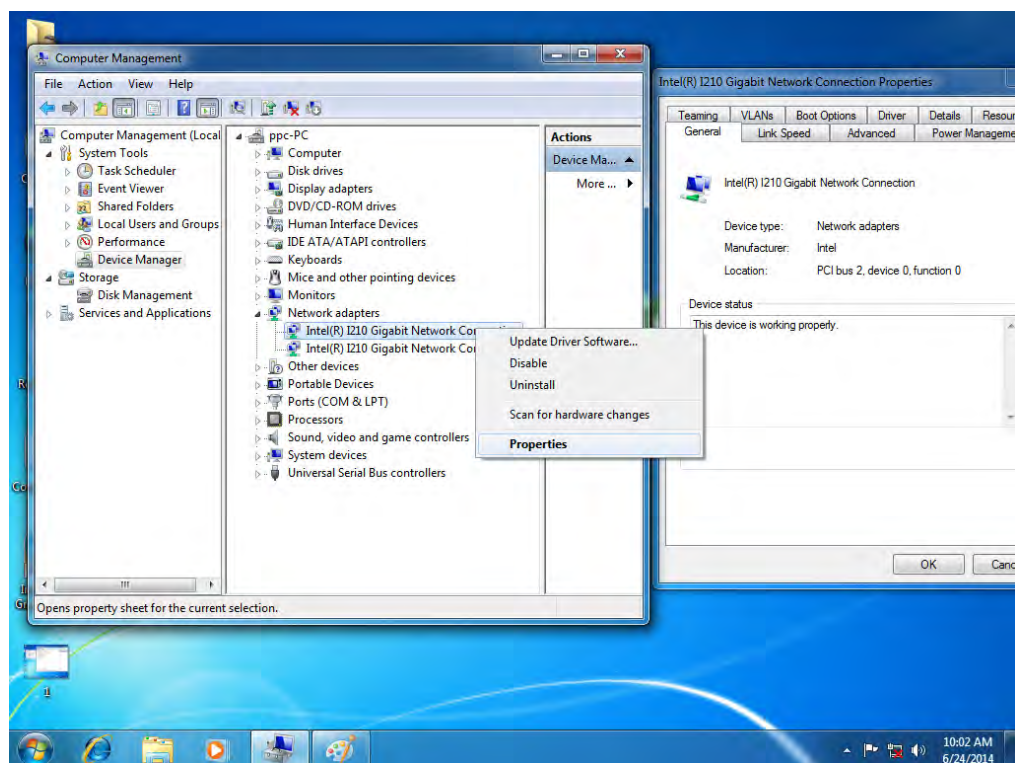 Computer Management
File Action View Help
Computer Management (Local
System Tools
Task Scheduler
Event Viewer
Shared Folders
Local Users and Groups
Performance
Device Manager
Storage
Disk Management
Services and Applications
ppc-PC
Computer
Disk drives
Display adapters
DVD/CD-ROM drives
Human Interface Devices
IDE ATA/ATAPI controllers
Keyboards
Mice and other pointing devices
Monitors
Network adapters
Intel(R) I210 Gigabit Network Co
Intel(R) I210 Gigabit Network Co
Other devices
Portable Devices
Ports (COM & LPT)
Processors
Sound, video and game controllers
System devices
Universal Serial Bus controllers
Actions
Device Ma...
More ...
Update Driver Software...
Disable
Uninstall
Scan for hardware changes
Properties
Opens property sheet for the current selection.
Intel(R) I210 Gigabit Network Connection Properties
Teaming VLANs Boot Options Driver Details Resour
General Link Speed Advanced Power Manageme
Intel(R) I210 Gigabit Network Connection
Device type: Network adapters
Manufacturer: Intel
Location: PCI bus 2, device 0, function 0
Device status
This device is working properly.
OK Canc
10:02 AM
6/24/2014